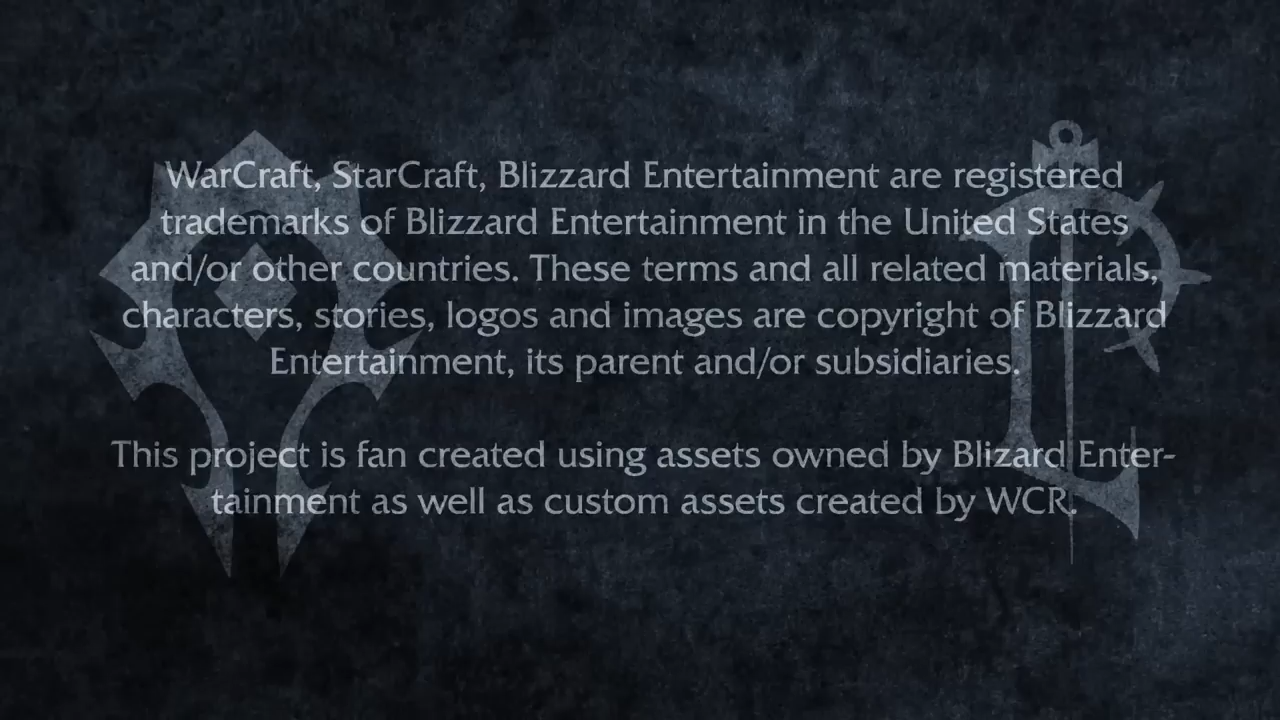 WarCraft, StarCraft, Blizzard Entertainment are registered
trademarks of Blizzard Entertainment in the United States
and/or other countries. These terms and all related materials,
characters, stories, logos and images are copyright of Blizzard
Entertainment, its parent and/or subsidiaries.
This project is fan created using assets owned by Blizzard Enter-
tainment as well as custom assets created by WCR.